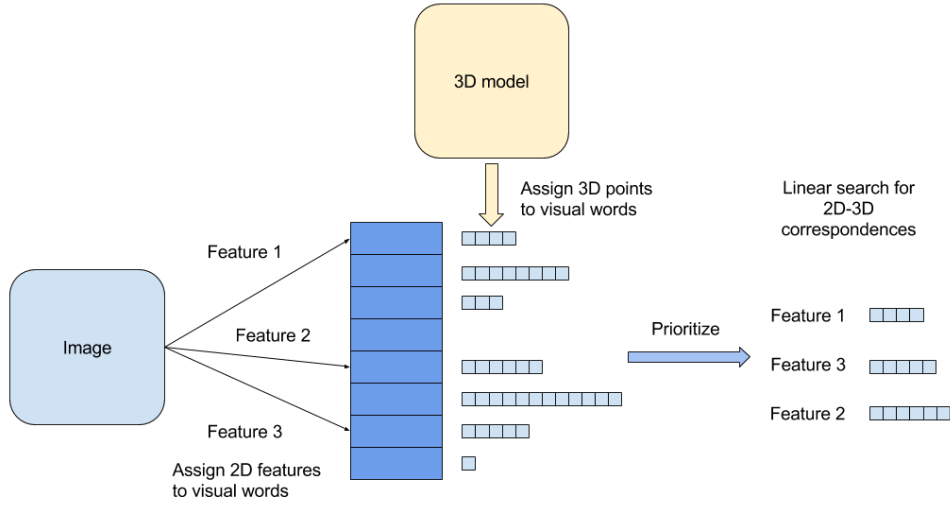 3D model
Assign 3D points
to visual words
Linear search for
2D-3D
correspondences
Feature 1
Feature 2
Image
Feature 3
Assign 2D features
to visual words
Prioritize
Feature 1
Feature 3
Feature 2